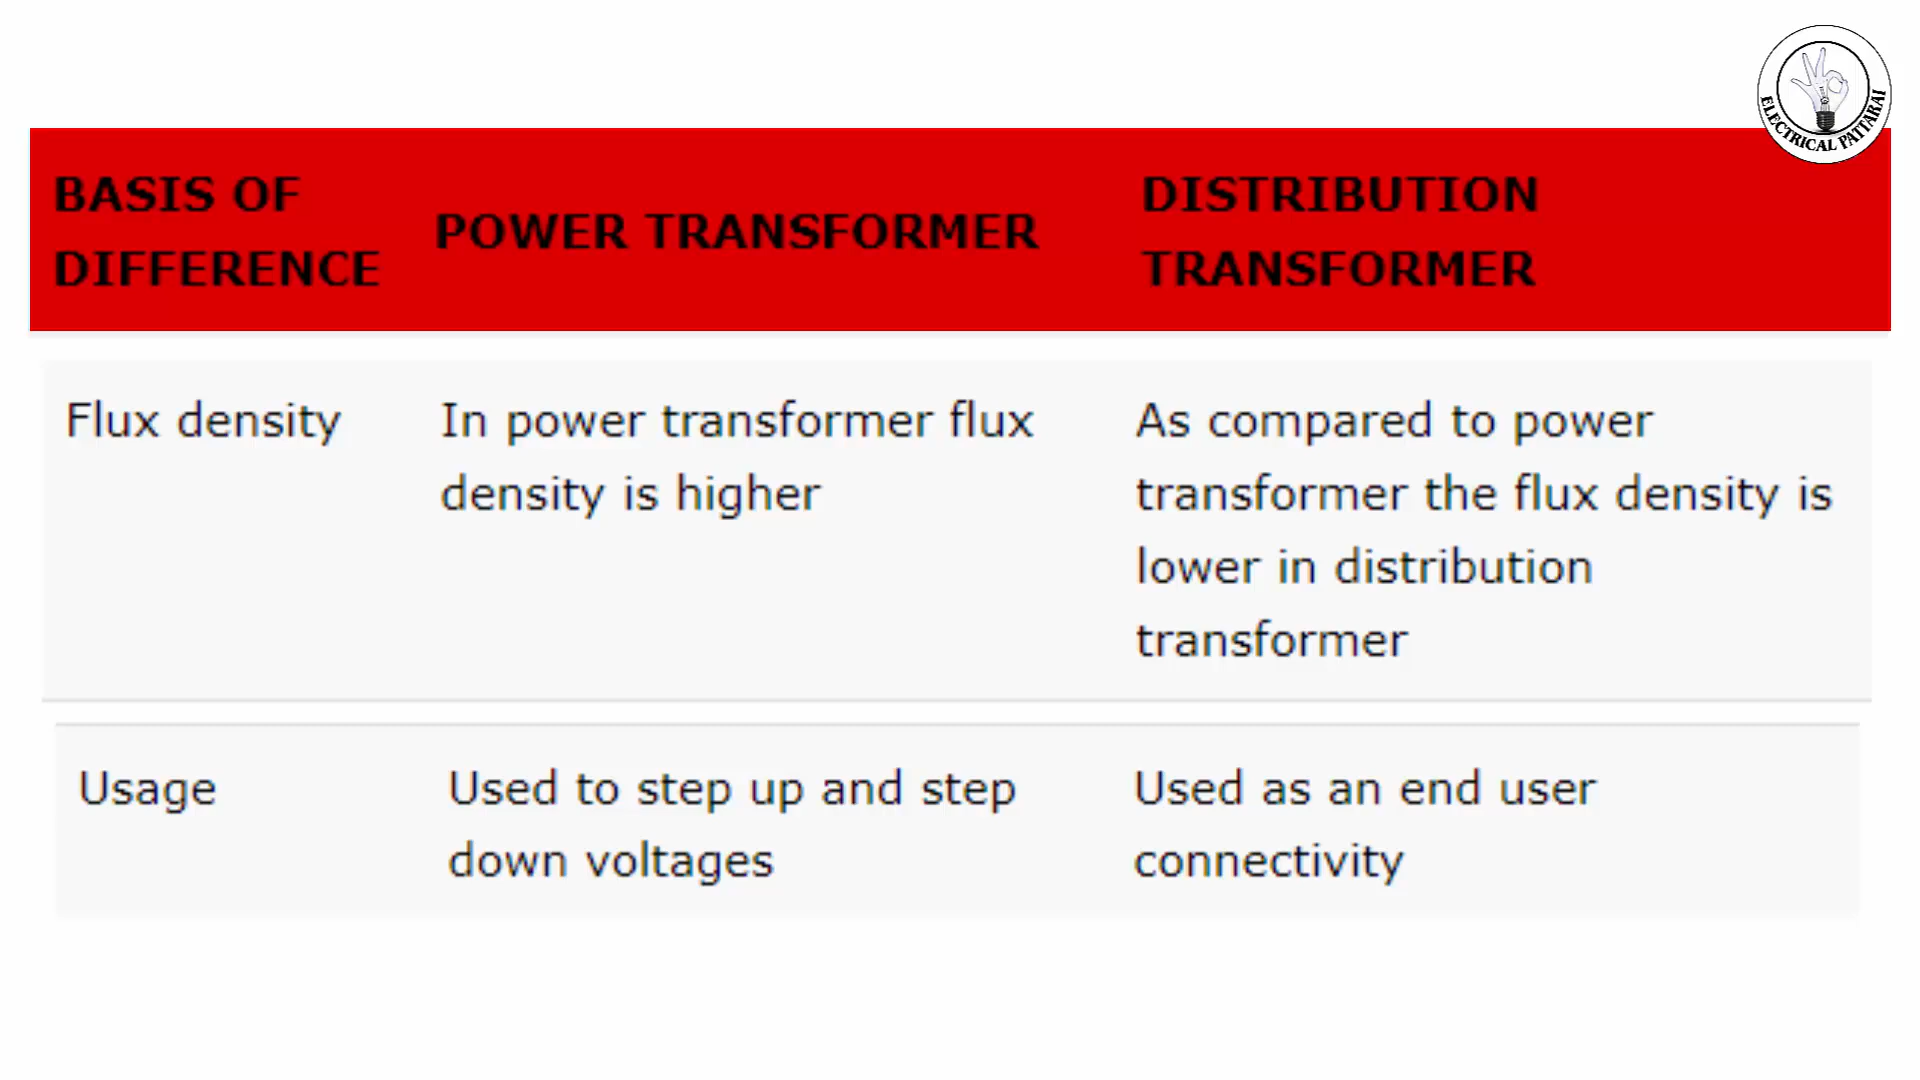 ELECTRICAL PATTARAI
BASIS OF
DIFFERENCE
POWER TRANSFORMER
DISTRIBUTION
TRANSFORMER
Flux density
In power transformer flux
density is higher
As compared to power
transformer the flux density is
lower in distribution
transformer
Usage
Used to step up and step
down voltages
Used as an end user
connectivity